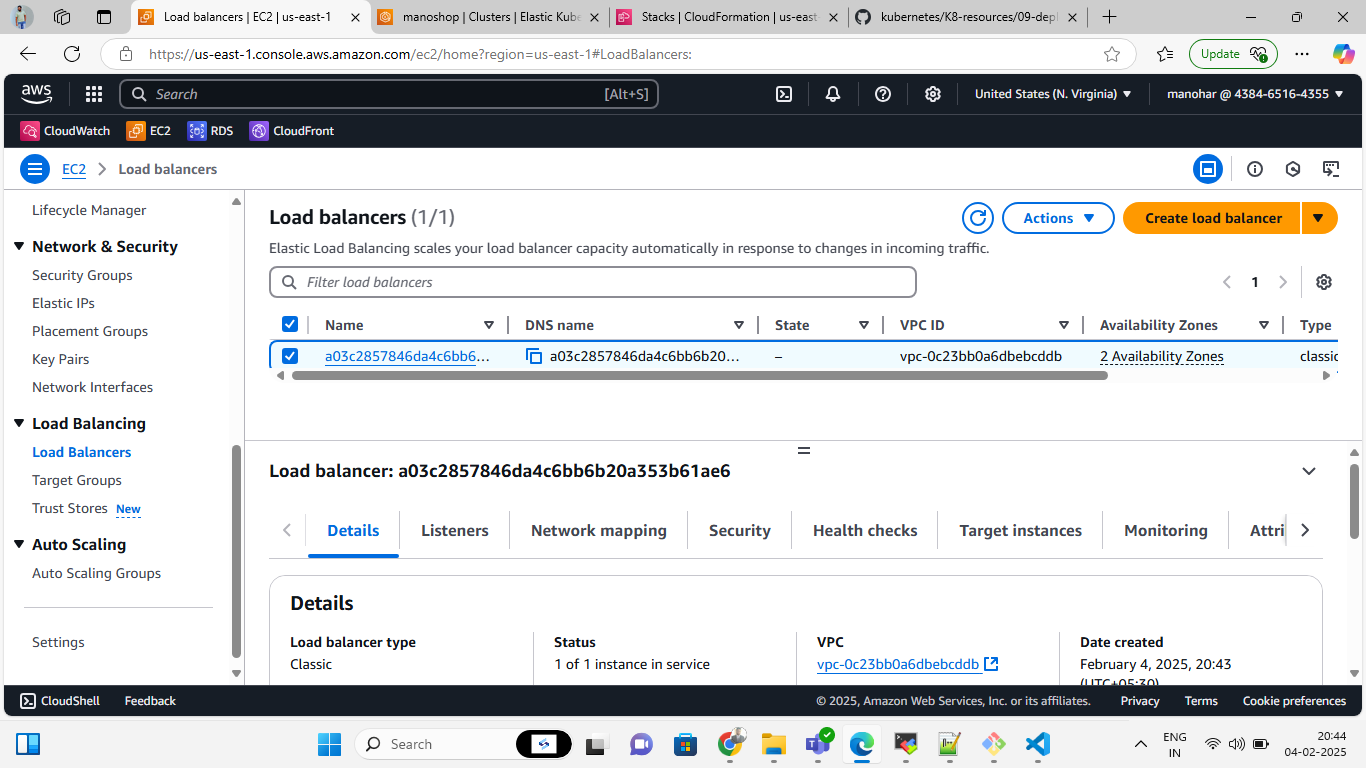 Load balancers | EC2 | us-east-1
manoshop | Clusters | Elastic Kube
Stacks | CloudFormation | us-east
kubernetes/K8-resources/09-depl
https://us-east-1.console.aws.amazon.com/ec2/home?region=us-east-1#LoadBalancers:
Update
aws
Search
[Alt+S]
United States (N. Virginia)
manohar @ 4384-6516-4355
CloudWatch
EC2
RDS
CloudFront
EC2
Load balancers
Lifecycle Manager
Network & Security
Security Groups
Elastic IPs
Placement Groups
Key Pairs
Network Interfaces
Load Balancing
Load Balancers
Target Groups
Trust Stores New
Auto Scaling
Auto Scaling Groups
Settings
Load balancers (1/1)
Actions
Create load balancer
Elastic Load Balancing scales your load balancer capacity automatically in response to changes in incoming traffic.
Filter load balancers
1
Name DNS name State VPC ID Availability Zones Type
a03c2857846da4c6bb6… a03c2857846da4c6bb6b20… – vpc-0c23bb0a6dbebcddb 2 Availability Zones classic
Load balancer: a03c2857846da4c6bb6b20a353b61ae6
Details Listeners Network mapping Security Health checks Target instances Monitoring Attri
Details
Load balancer type
Classic
Status
1 of 1 instance in service
VPC
vpc-0c23bb0a6dbebcddb
Date created
February 4, 2025, 20:43
(UTC+05:30)
CloudShell
Feedback
© 2025, Amazon Web Services, Inc. or its affiliates.
Privacy
Terms
Cookie preferences
Search
ENG
IN
20:44
04-02-2025